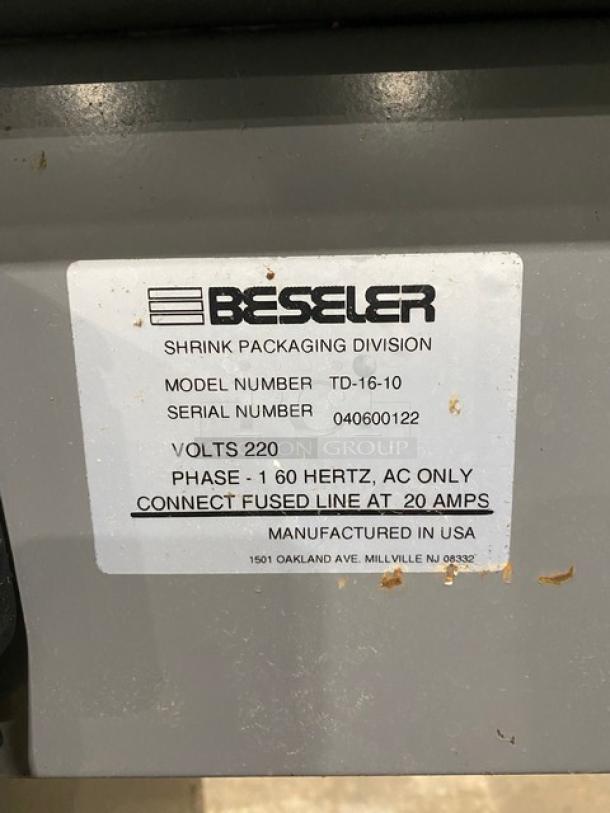 BESELER
SHRINK PACKAGING DIVISION
MODEL NUMBER TD-16-10
SERIAL NUMBER 040600122
VOLTS 220
PHASE - 1 60 HERTZ, AC ONLY
CONNECT FUSED LINE AT 20 AMPS
MANUFACTURED IN USA
1501 OAKLAND AVE. MILLVILLE NJ 08332
GROUP